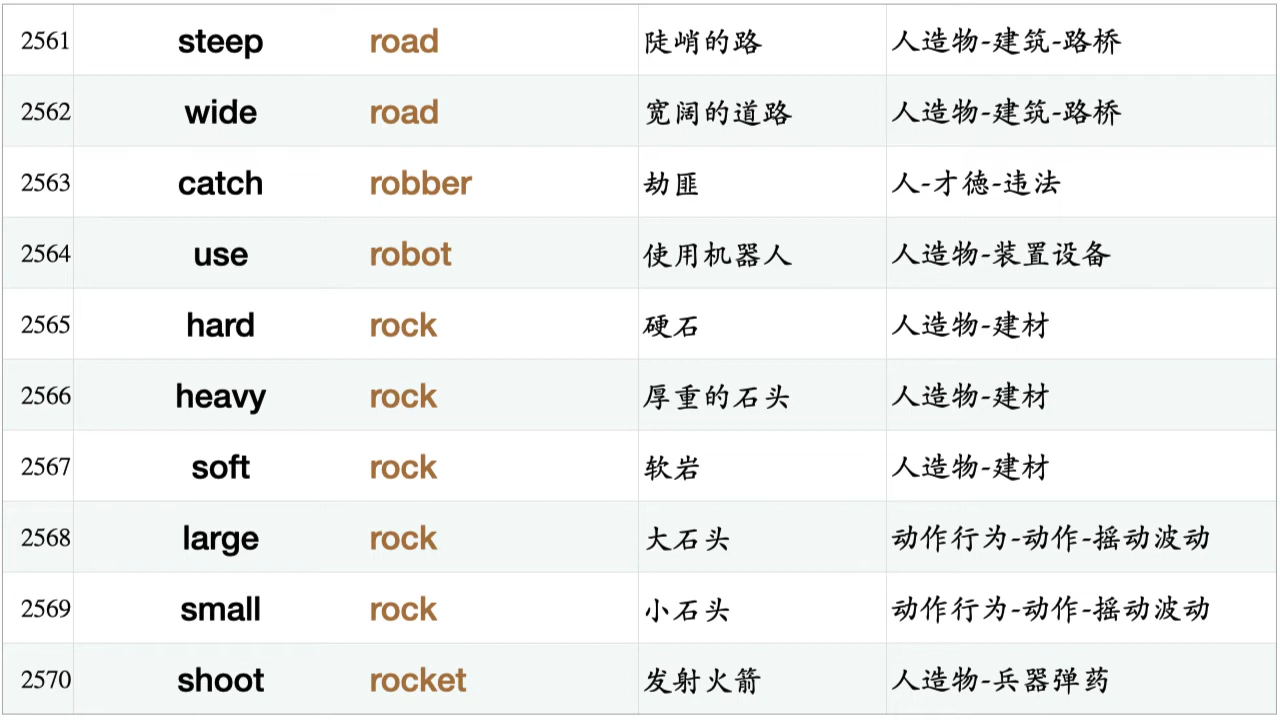 2561 steep road 陡峭的路 人造物-建筑-路桥
2562 wide road 宽阔的道路 人造物-建筑-路桥
2563 catch robber 劫匪 人-才德-违法
2564 use robot 使用机器人 人造物-装置设备
2565 hard rock 硬石 人造物-建材
2566 heavy rock 厚重的石头 人造物-建材
2567 soft rock 软岩 人造物-建材
2568 large rock 大石头 动作行为-动作-摇动波动
2569 small rock 小石头 动作行为-动作-摇动波动
2570 shoot rocket 发射火箭 人造物-兵器弹药